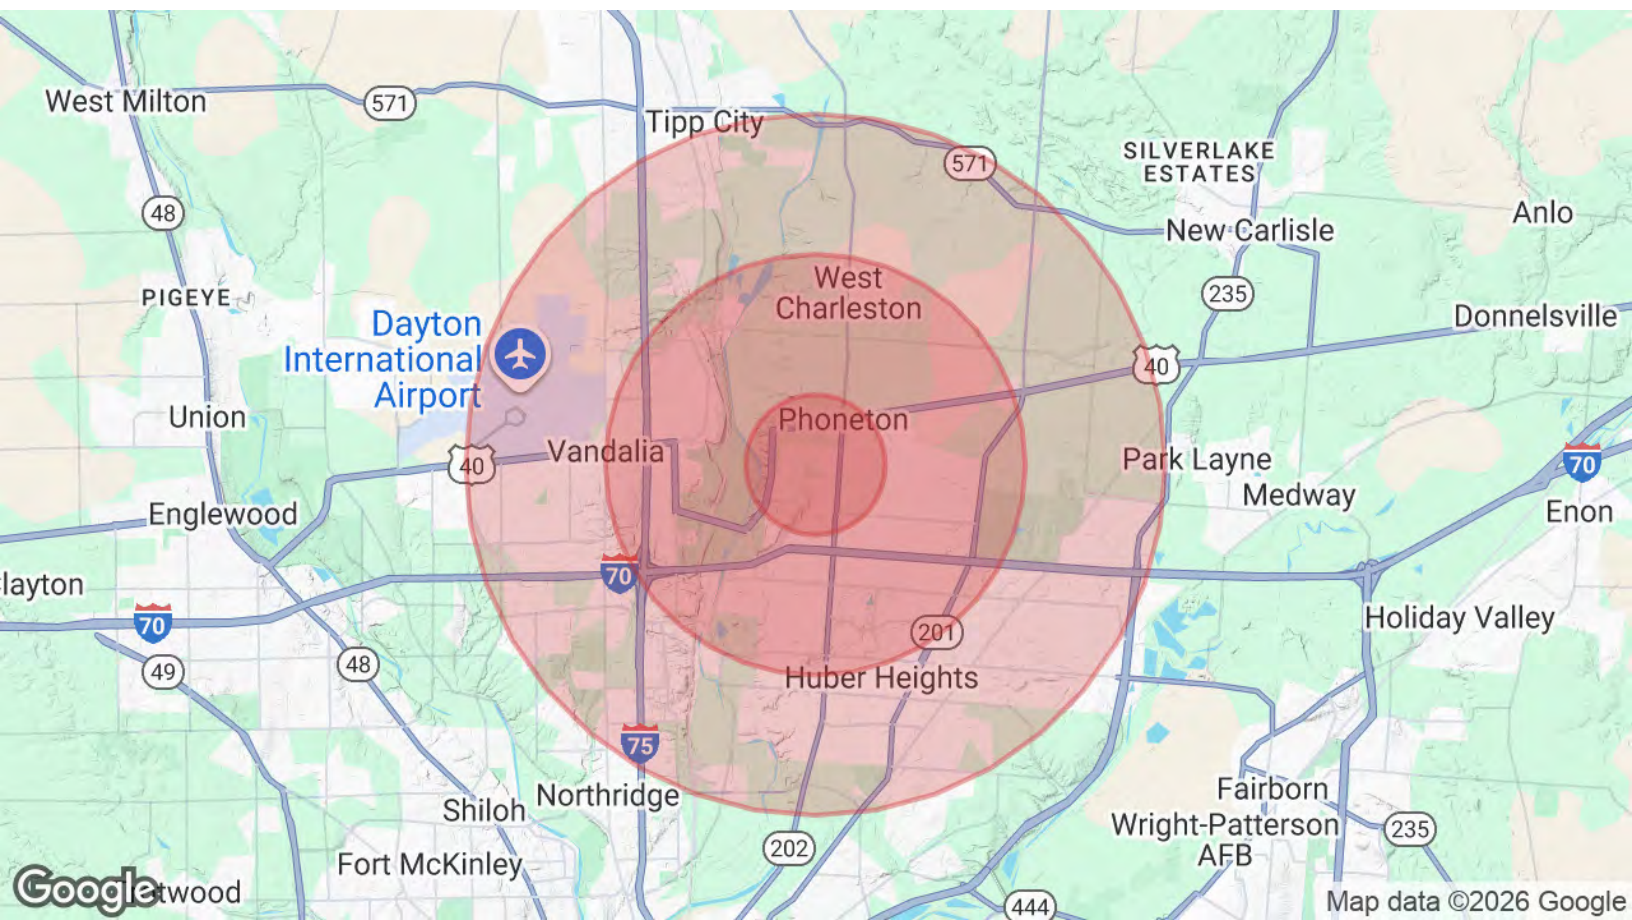 West Milton
571
Tipp City
571
SILVERLAKE
ESTATES
48
New Carlisle
Anlo
PIGEYE
West
Charleston
235
Donnelsville
Dayton
International
Airport
40
Union
Phoneton
Vandalia
40
Park Layne
Medway
70
Englewood
Enon
70
layton
70
201
Holiday Valley
49
48
Huber Heights
75
Northridge
Shiloh
Fairborn
Wright-Patterson
AFB
235
202
Fort McKinley
Google
twood
444
Map data ©2026 Google